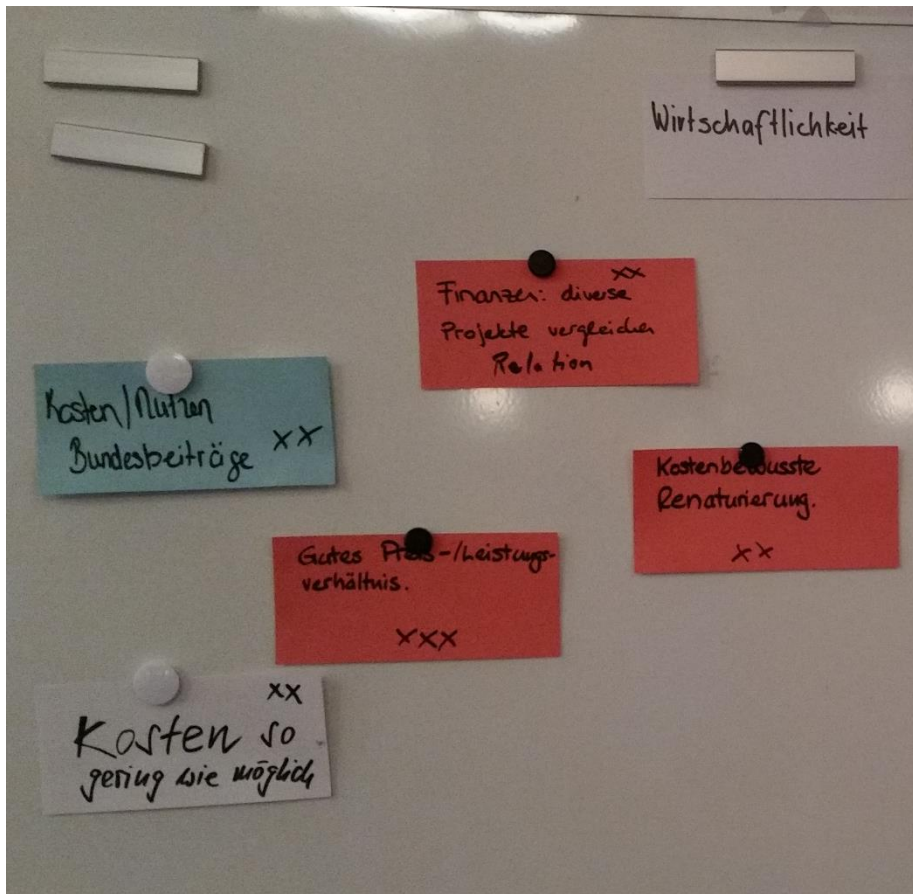 Wirtschaftlichkeit
xx
Finanzen: diverse
Projekte vergleichen
Relation
Kosten/Nutzen
Bundesbeiträge xx
Kostenbewusste
Renaturierung.
xx
Gutes Preis-/Leistungs-
verhältnis.
xxx
xx
Kosten so
gering wie möglich